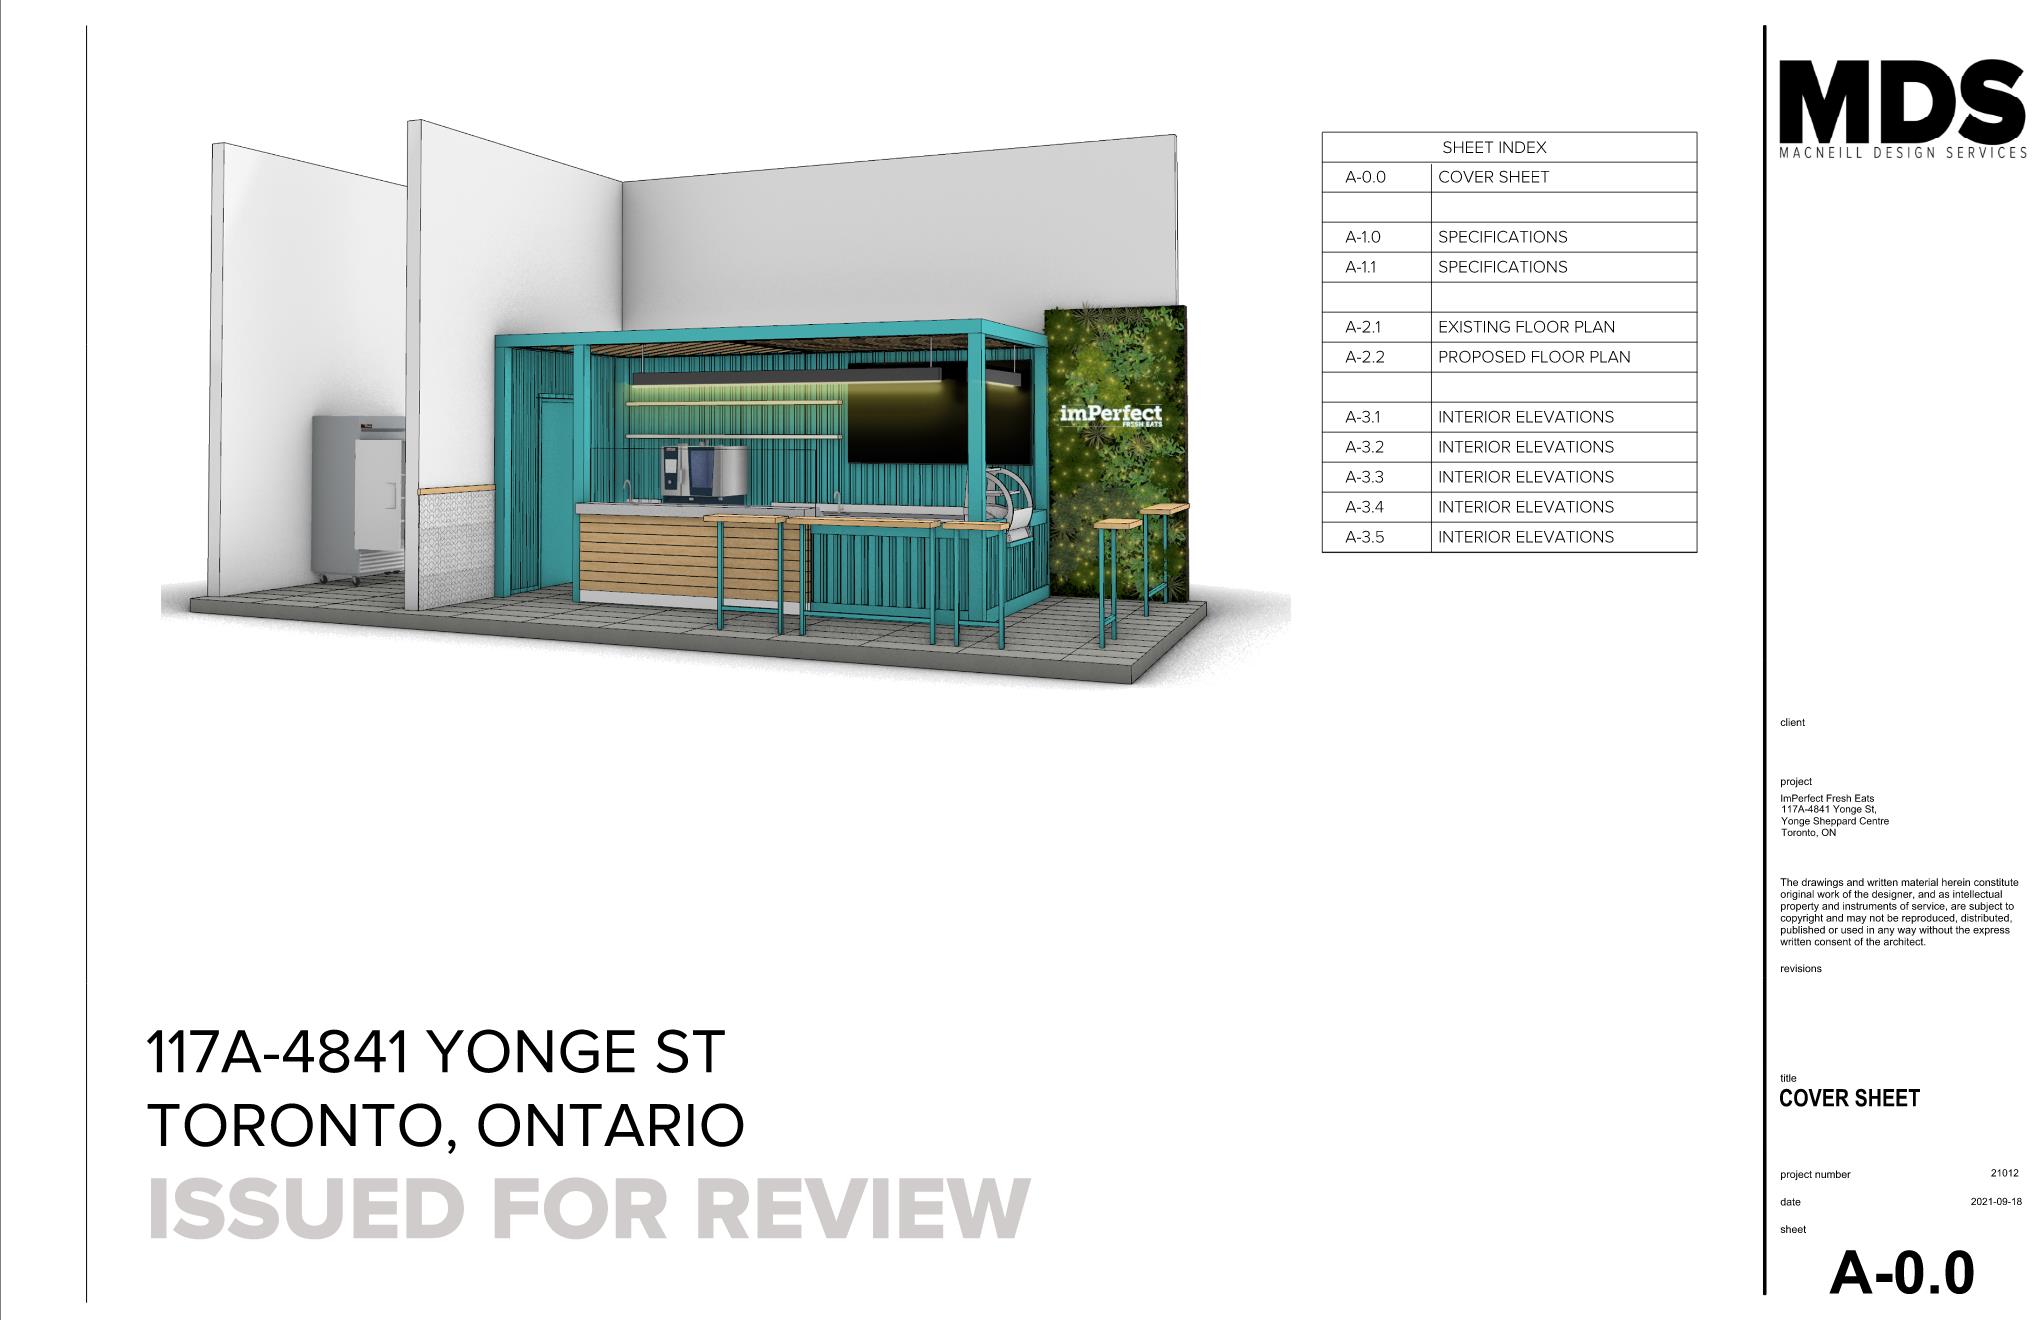 MDS
MACNEILL DESIGN SERVICES
SHEET INDEX
A-0.0 COVER SHEET
A-1.0 SPECIFICATIONS
A-1.1 SPECIFICATIONS
A-2.1 EXISTING FLOOR PLAN
A-2.2 PROPOSED FLOOR PLAN
A-3.1 INTERIOR ELEVATIONS
A-3.2 INTERIOR ELEVATIONS
A-3.3 INTERIOR ELEVATIONS
A-3.4 INTERIOR ELEVATIONS
A-3.5 INTERIOR ELEVATIONS
imPerfect
FRESH EATS
117A-4841 YONGE ST
TORONTO, ONTARIO
ISSUED FOR REVIEW
client
project
ImPerfect Fresh Eats
117A-4841 Yonge St,
Yonge Sheppard Centre
Toronto, ON
The drawings and written material herein constitute
original work of the designer, and as intellectual
property and instruments of service, are subject to
copyright and may not be reproduced, distributed,
published or used in any way without the express
written consent of the architect.
revisions
title
COVER SHEET
project number 21012
date 2021-09-18
sheet
A-0.0